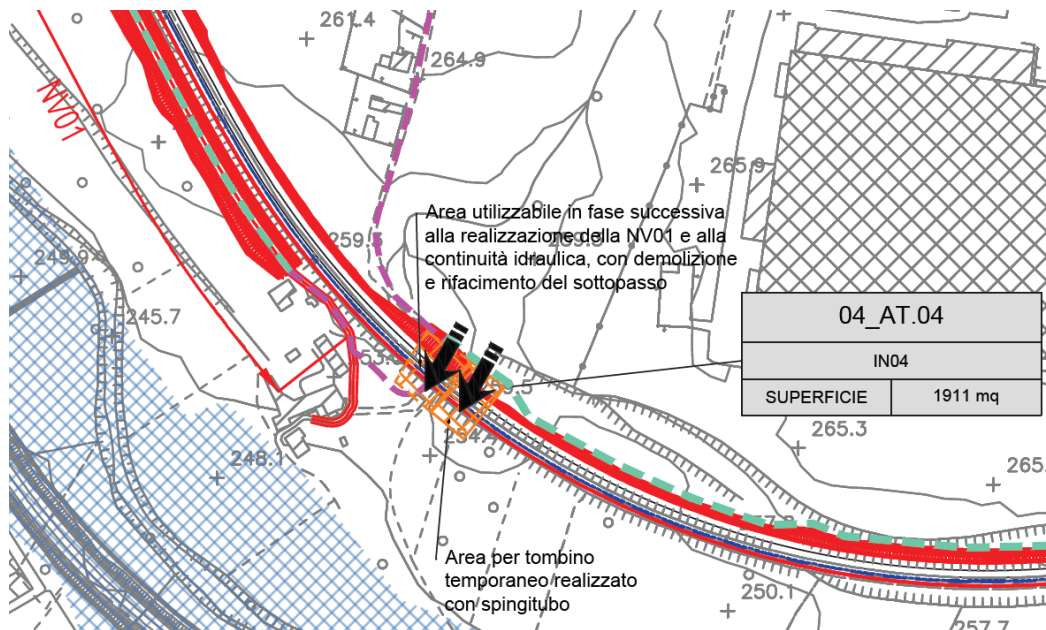 261.4
264.9
NV01
265.9
Area utilizzabile in fase successiva
alla realizzazione della NV01 e alla
continuità idraulica, con demolizione
e rifacimento del sottopasso
249.9
245.7
04_AT.04
IN04
SUPERFICIE 1911 mq
265.3
248.1
Area per tombino
temporaneo realizzato
con spingitubo
250.1
257.7